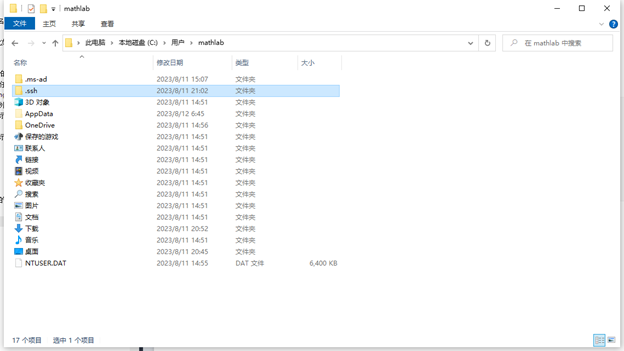 mathlab
文件 主页 共享 查看
此电脑 › 本地磁盘 (C:) › 用户 › mathlab 在 mathlab 中搜索
名称 修改日期 类型 大小
.ms-ad 2023/8/11 15:07 文件夹
.ssh 2023/8/11 21:02 文件夹
3D 对象 2023/8/11 14:51 文件夹
AppData 2023/8/12 6:45 文件夹
OneDrive 2023/8/11 14:56 文件夹
保存的游戏 2023/8/11 14:51 文件夹
联系人 2023/8/11 14:51 文件夹
链接 2023/8/11 14:51 文件夹
视频 2023/8/11 14:51 文件夹
收藏夹 2023/8/11 14:51 文件夹
搜索 2023/8/11 14:51 文件夹
图片 2023/8/11 14:51 文件夹
文档 2023/8/11 14:51 文件夹
下载 2023/8/11 20:52 文件夹
音乐 2023/8/11 14:51 文件夹
桌面 2023/8/11 20:45 文件夹
NTUSER.DAT 2023/8/11 14:55 DAT 文件 6,400 KB
17 个项目 选中 1 个项目